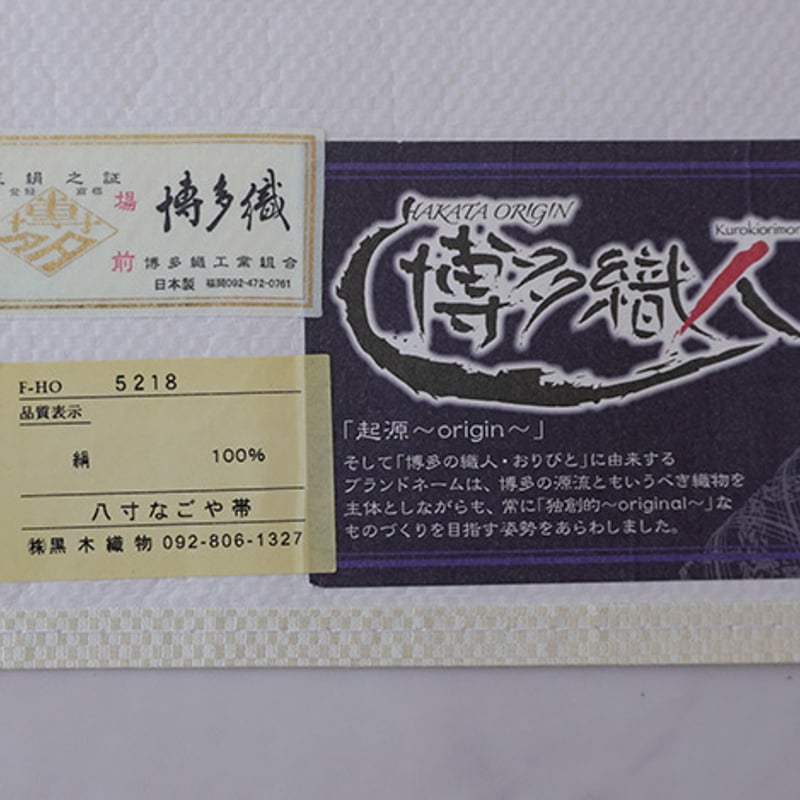 絹之証
登録 商標
場
前
博多織
博多織工業組合
日本製 福岡092-472-0761
F-HO 5218
品質表示
絹 100%
八寸なごや帯
㈱黒木織物 092-806-1327
HAKATA ORIGIN
Kurokiorimon
博多織人
「起源〜origin〜」
そして「博多の織人・おりびと」に由来する
ブランドネームは、博多の源流ともいうべき織物を
主体としながらも、常に「独創的〜original〜」な
ものづくりを目指す姿勢をあらわしました。